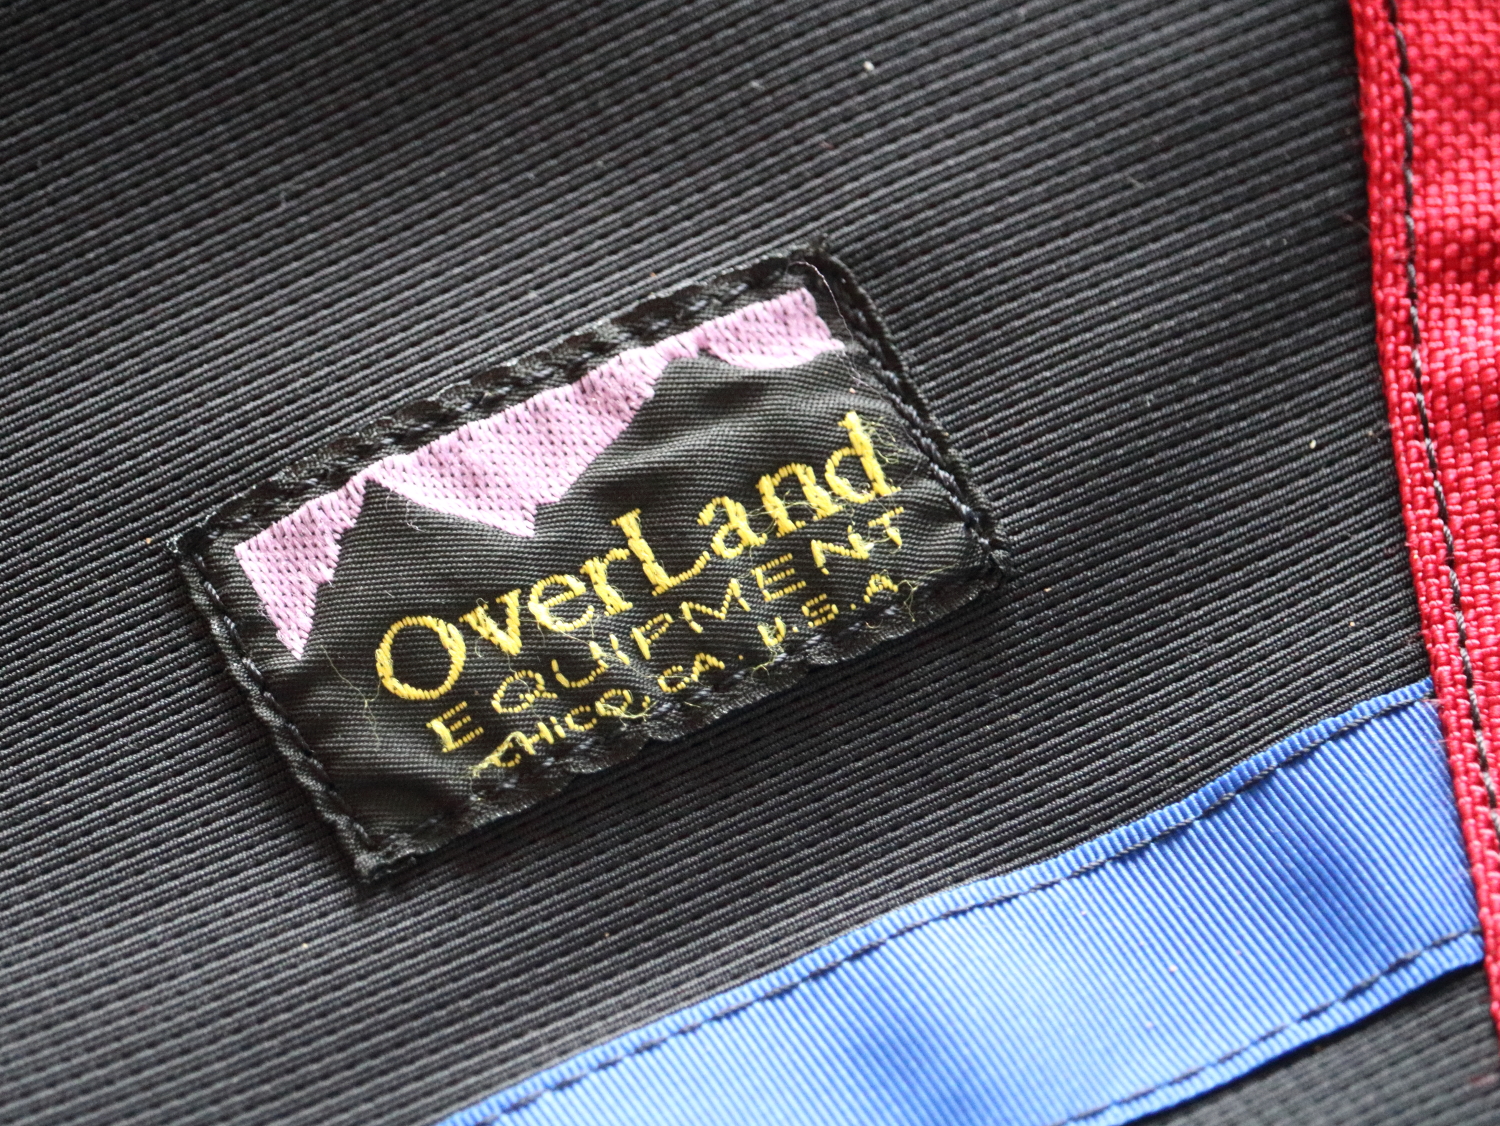 OverLand
EQUIPMENT
CHICO, CA. U.S.A